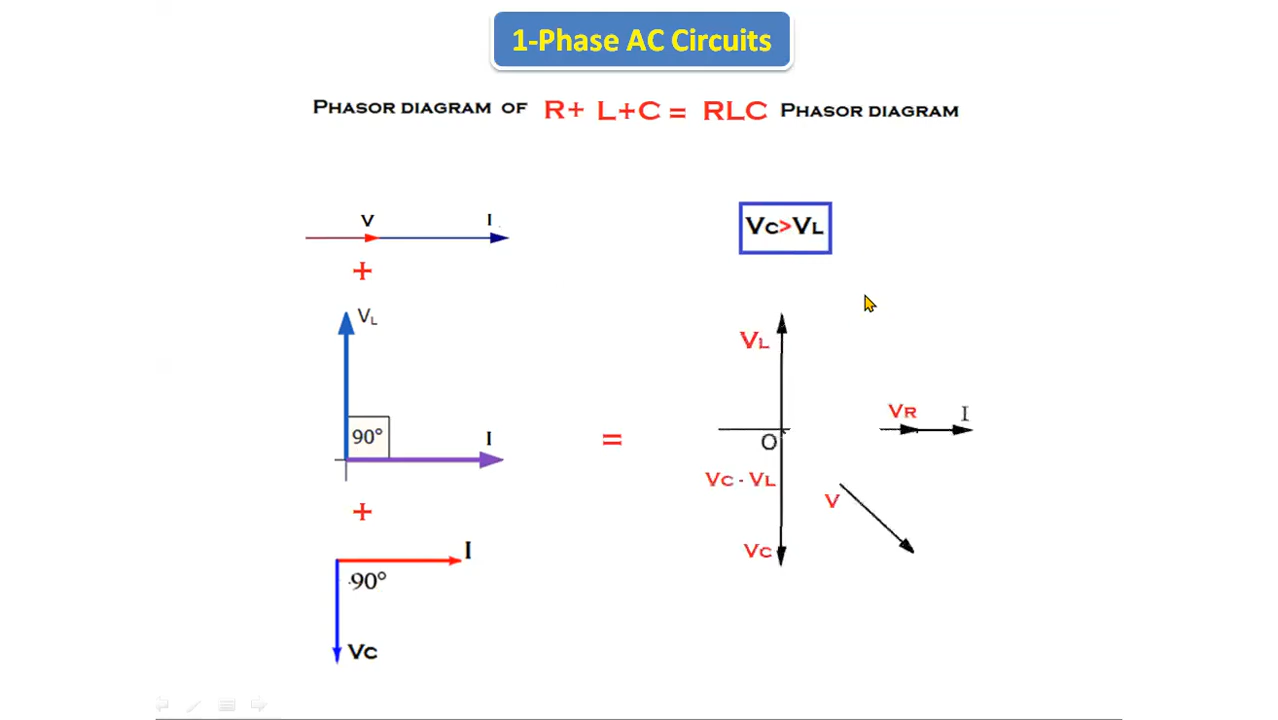 1-Phase AC Circuits
PHASOR DIAGRAM OF R+ L+C = RLC PHASOR DIAGRAM
V I
+
VL
90°
I
+
I
-90°
VC
=
VC>VL
VL
VR I
O
VC - VL
V
VC